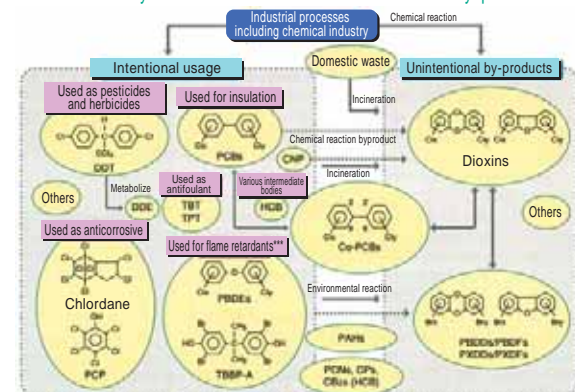 Industrial processes
including chemical industry
Chemical reaction
Domestic waste
Intentional usage
Unintentional by-products
Used as pesticides
and herbicides
Used for insulation
Incineration
DDT
PCBs
Chemical reaction byproduct
CNP
Dioxins
Incineration
Others
Metabolize
DDE
Used as
antifoulant
TBT
TPT
Various intermediate
bodies
HCB
Others
Co-PCBs
Used as anticorrosive
Used for flame retardants***
Chlordane
PCP
PBDEs
TBBP-A
Environmental reaction
PAHs
PCNs, CPs,
CBzs (HCB)
PBDDs/PBDFs
PXDDs/PXDFs